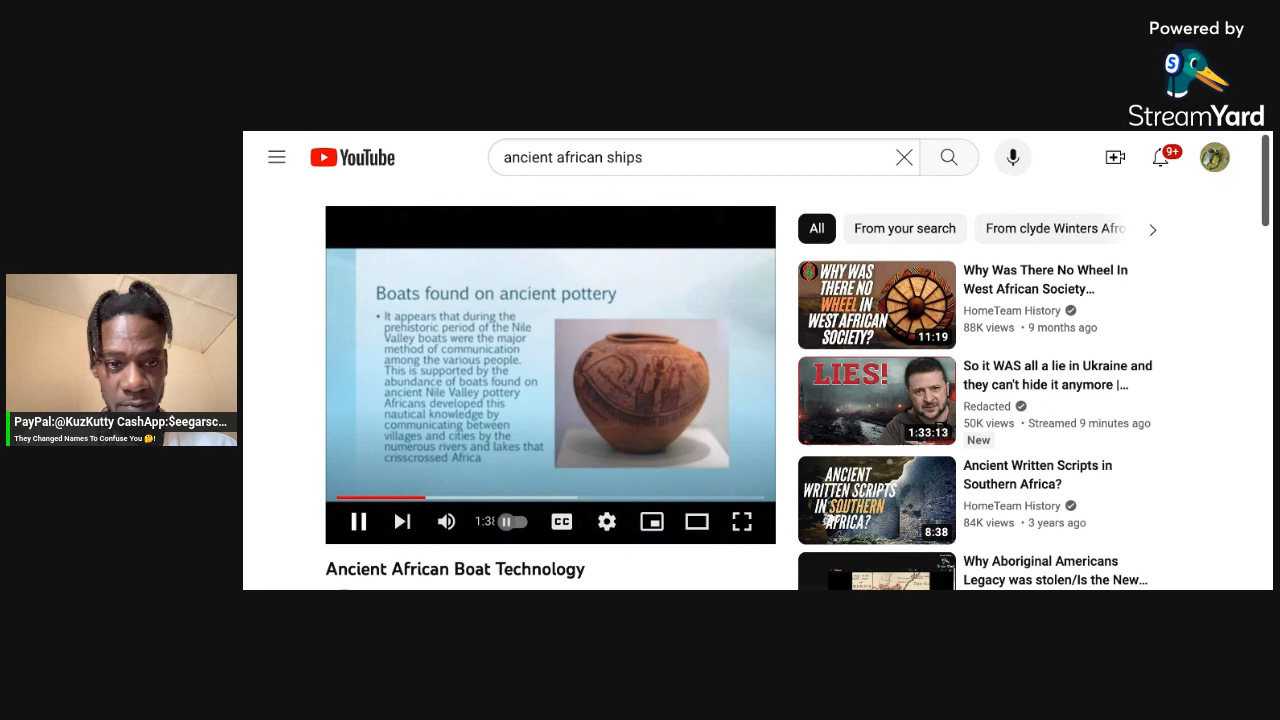 Powered by
StreamYard
YouTube
ancient african ships
9+
All
From your search
From clyde Winters Afro
Boats found on ancient pottery
• It appears that during the
prehistoric period of the Nile
Valley boats were the major
method of communication
among the various people.
This is supported by the
abundance of boats found on
ancient Nile Valley pottery
Africans developed this
nautical knowledge by
communicating between
villages and cities by the
numerous rivers and lakes that
crisscrossed Africa
CC
Ancient African Boat Technology
WHY WAS
THERE NO
WHEEL IN
WEST AFRICAN
SOCIETY?
11:19
Why Was There No Wheel In
West African Society...
HomeTeam History
88K views • 9 months ago
LIES!
1:33:13
So it WAS all a lie in Ukraine and
they can't hide it anymore |...
Redacted
50K views • Streamed 9 minutes ago
New
ANCIENT
WRITTEN SCRIPTS
IN SOUTHERN
AFRICA?
8:38
Ancient Written Scripts in
Southern Africa?
HomeTeam History
84K views • 3 years ago
Why Aboriginal Americans
Legacy was stolen/Is the New...
PayPal:@KuzKutty CashApp:$eegarsc...
They Changed Names To Confuse You 🤔!